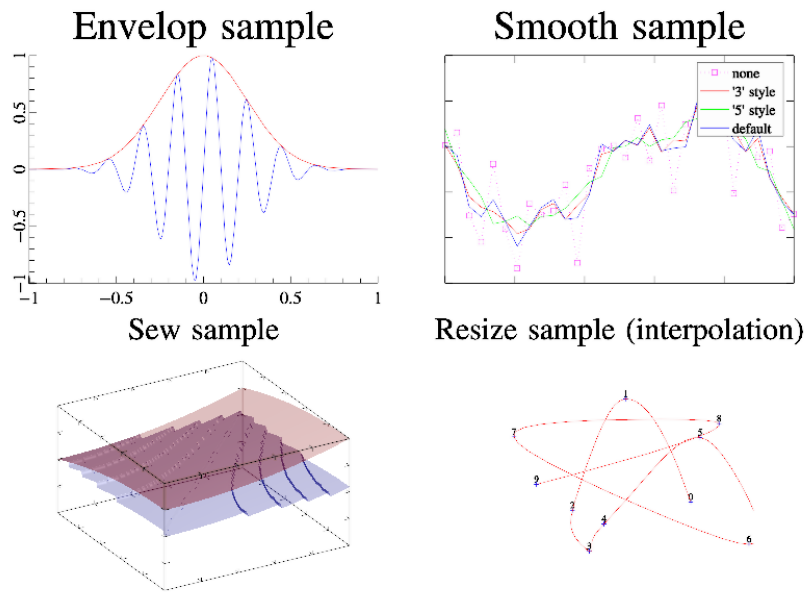 Envelop sample
Smooth sample
none
'3' style
'5' style
default
1
0.5
0
−0.5
−1
−1
−0.5
0
0.5
1
Sew sample
Resize sample (interpolation)
1
8
7
5
9
2
0
4
3
6